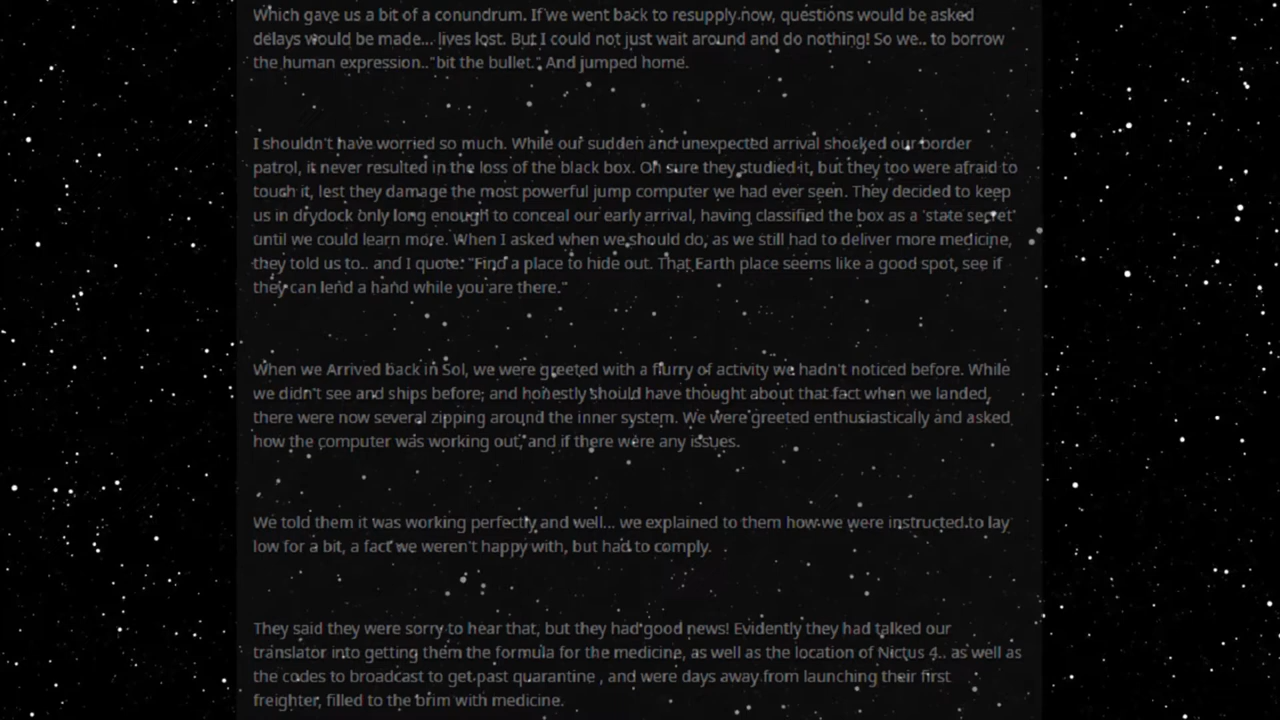 Which gave us a bit of a conundrum. If we went back to resupply now, questions would be asked
delays would be made... lives lost. But I could not just wait around and do nothing! So we.. to borrow
the human expression.."bit the bullet.". And jumped home.
I shouldn't have worried so much. While our sudden and unexpected arrival shocked our border
patrol, it never resulted in the loss of the black box. Oh sure they studied it, but they too were afraid to
touch it, lest they damage the most powerful jump computer we had ever seen. They decided to keep
us in drydock only long enough to conceal our early arrival, having classified the box as a 'state secret'
until we could learn more. When I asked when we should do, as we still had to deliver more medicine,
they told us to.. and I quote: "Find a place to hide out. That Earth place seems like a good spot, see if
they can lend a hand while you are there."
When we Arrived back in Sol, we were greeted with a flurry of activity we hadn't noticed before. While
we didn't see and ships before; and honestly should have thought about that fact when we landed,
there were now several zipping around the inner system. We were greeted enthusiastically and asked
how the computer was working out, and if there were any issues.
We told them it was working perfectly and well... we explained to them how we were instructed to lay
low for a bit, a fact we weren't happy with, but had to comply.
They said they were sorry to hear that, but they had good news! Evidently they had talked our
translator into getting them the formula for the medicine, as well as the location of Nictus 4.. as well as
the codes to broadcast to get past quarantine , and were days away from launching their first
freighter, filled to the brim with medicine.